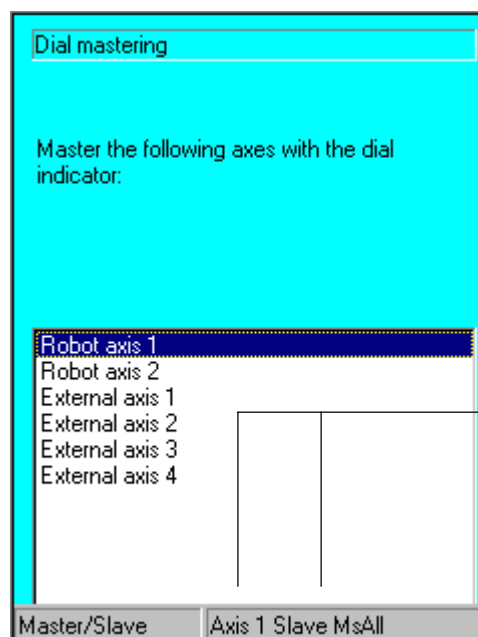 Dial mastering
Master the following axes with the dial
indicator:
Robot axis 1
Robot axis 2
External axis 1
External axis 2
External axis 3
External axis 4
Master/Slave
Axis 1 Slave MsAll